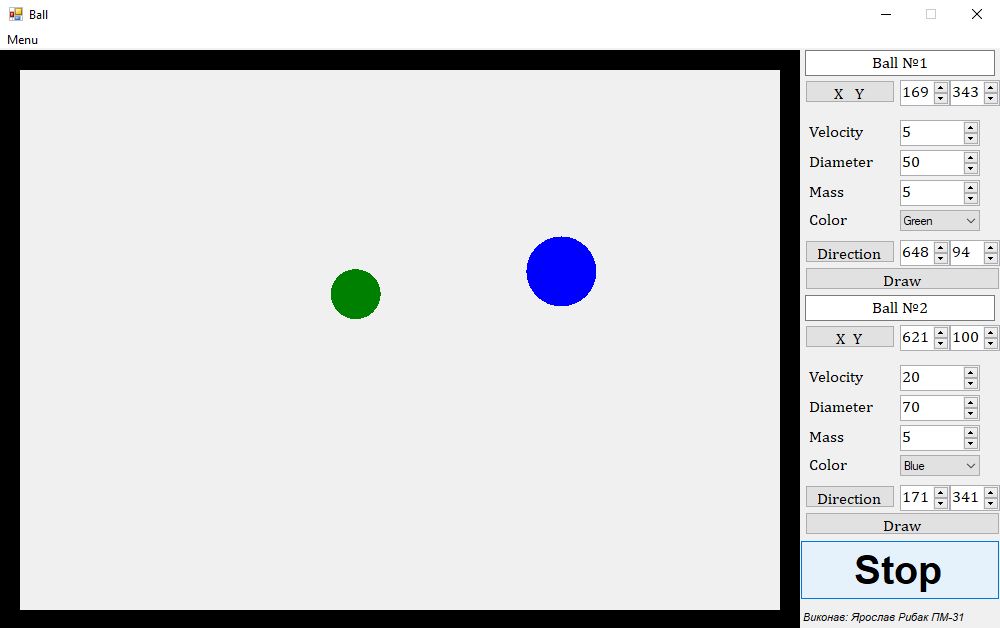 Ball
Menu
Ball №1
X Y 169 343
Velocity 5
Diameter 50
Mass 5
Color Green
Direction 648 94
Draw
Ball №2
X Y 621 100
Velocity 20
Diameter 70
Mass 5
Color Blue
Direction 171 341
Draw
Stop
Виконав: Ярослав Рибак ПМ-31